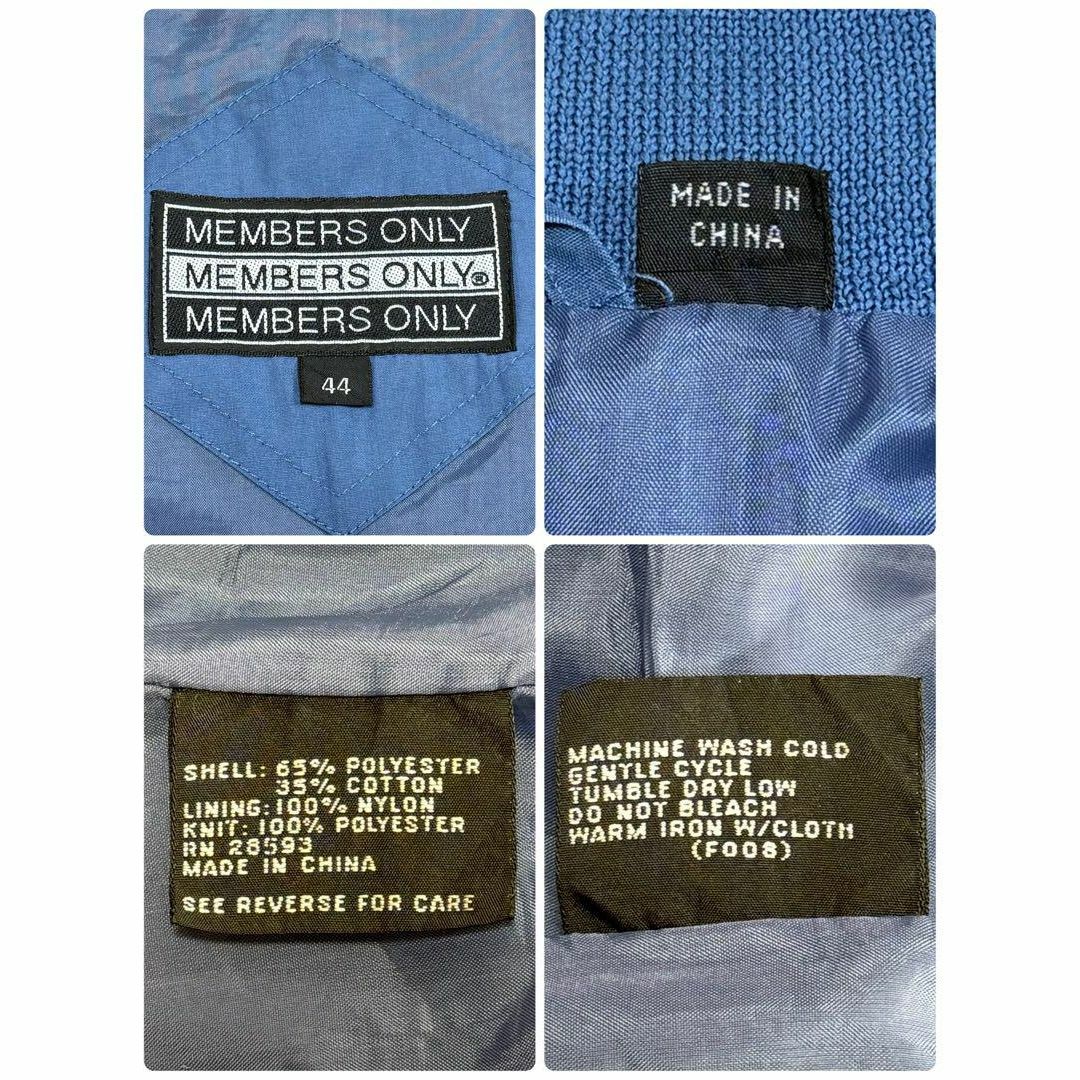 MEMBERS ONLY
MEMBERS ONLY®
MEMBERS ONLY
44
MADE IN
CHINA
SHELL: 65% POLYESTER
35% COTTON
LINING: 100% NYLON
KNIT: 100% POLYESTER
RN 28593
MADE IN CHINA
SEE REVERSE FOR CARE
MACHINE WASH COLD
GENTLE CYCLE
TUMBLE DRY LOW
DO NOT BLEACH
WARM IRON W/CLOTH
(F008)